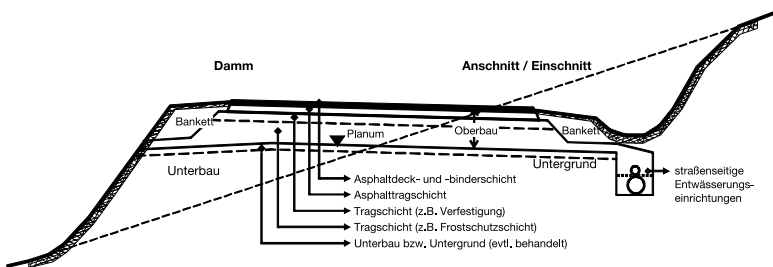 Damm
Anschnitt / Einschnitt
Bankett
Planum
Oberbau
Bankett
Unterbau
Untergrund
Asphaltdeck- und -binderschicht
Asphalttragschicht
Tragschicht (z.B. Verfestigung)
Tragschicht (z.B. Frostschutzschicht)
Unterbau bzw. Untergrund (evtl. behandelt)
straßenseitige
Entwässerungs-
einrichtungen